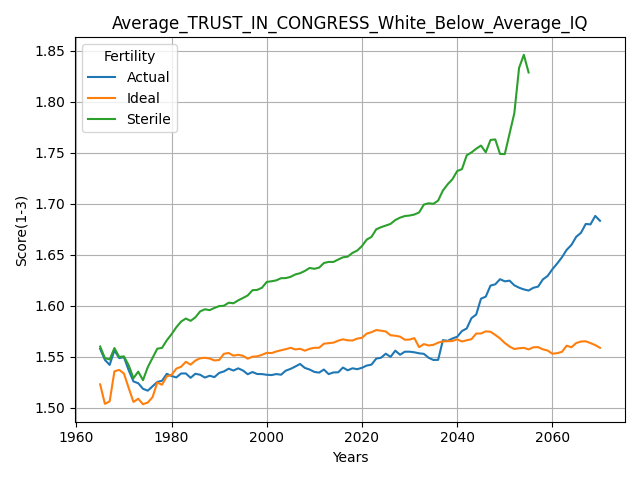 Average_TRUST_IN_CONGRESS_White_Below_Average_IQ
Fertility
Actual
Ideal
Sterile
Score(1-3)
1.85
1.80
1.75
1.70
1.65
1.60
1.55
1.50
1960
1980
2000
2020
2040
2060
Years